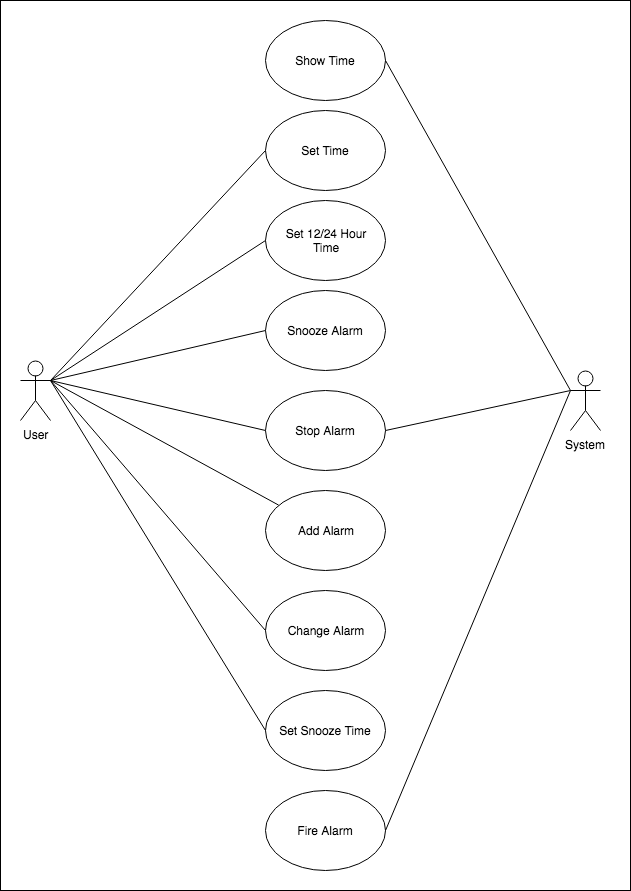 Show Time
Set Time
Set 12/24 Hour
Time
Snooze Alarm
User
Stop Alarm
System
Add Alarm
Change Alarm
Set Snooze Time
Fire Alarm